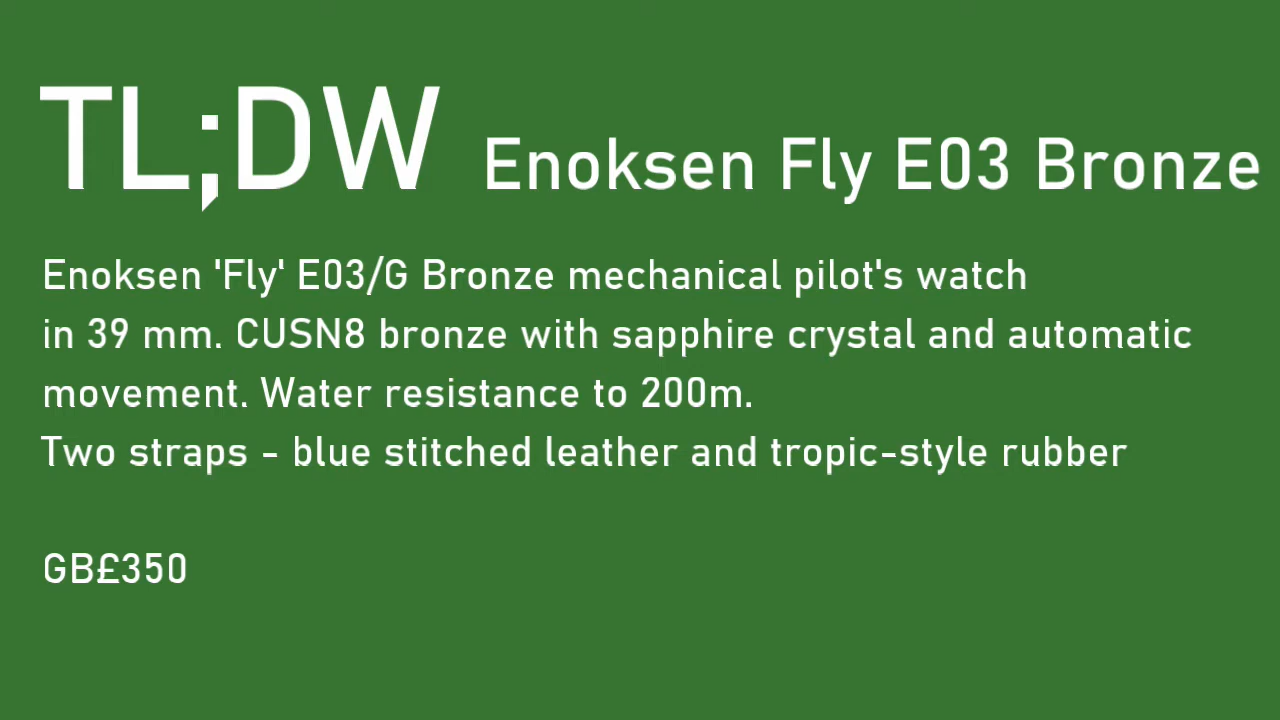 TL;DW Enoksen Fly E03 Bronze
Enoksen 'Fly' E03/G Bronze mechanical pilot's watch
in 39 mm. CUSN8 bronze with sapphire crystal and automatic
movement. Water resistance to 200m.
Two straps - blue stitched leather and tropic-style rubber
GB£350